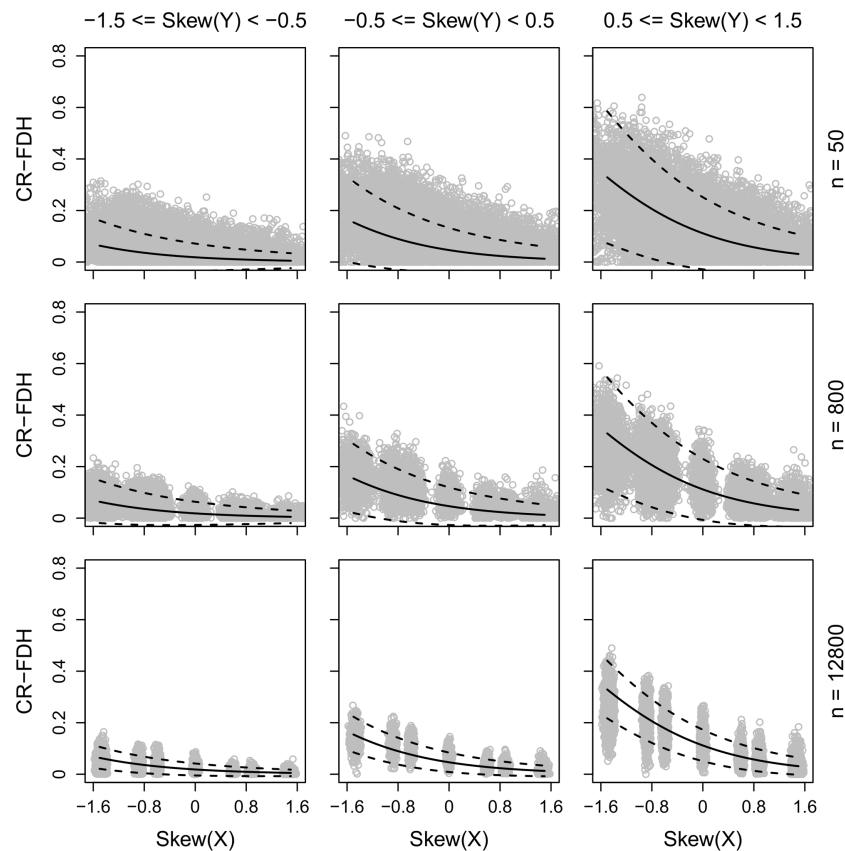 −1.5 <= Skew(Y) < −0.5
−0.5 <= Skew(Y) < 0.5
0.5 <= Skew(Y) < 1.5
0.8
0.6
0.4
0.2
0
CR−FDH
n = 50
0.8
0.6
0.4
0.2
0
CR−FDH
n = 800
0.8
0.6
0.4
0.2
0
CR−FDH
n = 12800
−1.6 −0.8 0 0.8 1.6
−1.6 −0.8 0 0.8 1.6
−1.6 −0.8 0 0.8 1.6
Skew(X)
Skew(X)
Skew(X)